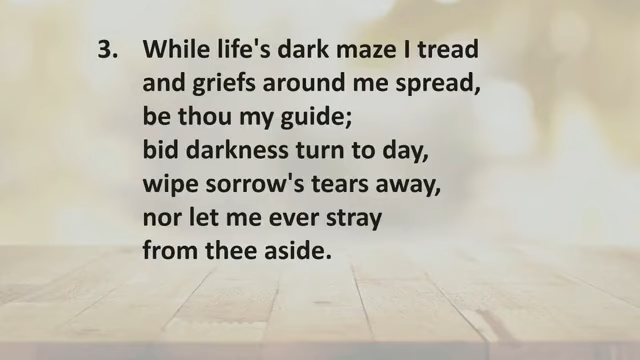 3. While life's dark maze I tread
and griefs around me spread,
be thou my guide;
bid darkness turn to day,
wipe sorrow's tears away,
nor let me ever stray
from thee aside.